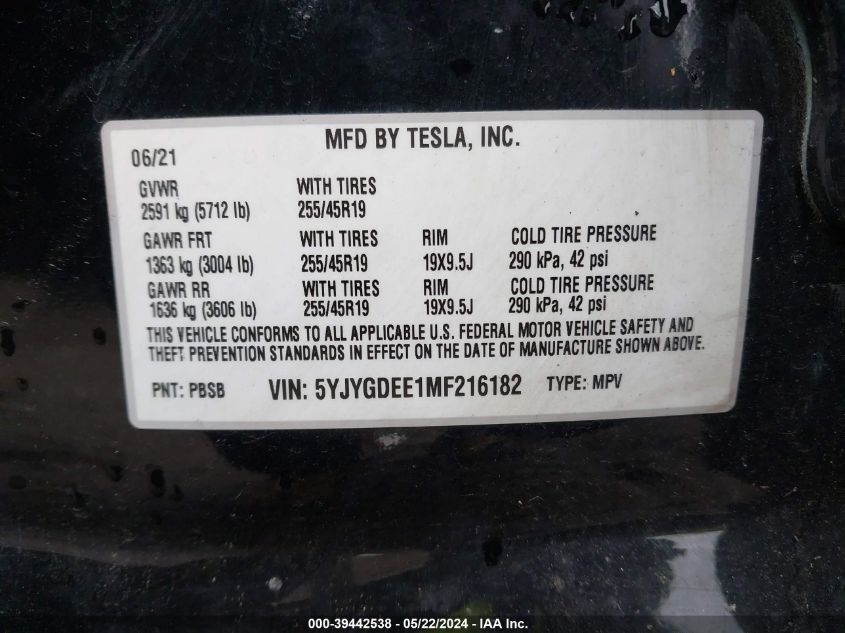 MFD BY TESLA, INC.
06/21
GVWR WITH TIRES
2591 kg (5712 lb) 255/45R19
GAWR FRT WITH TIRES RIM COLD TIRE PRESSURE
1363 kg (3004 lb) 255/45R19 19X9.5J 290 kPa, 42 psi
GAWR RR WITH TIRES RIM COLD TIRE PRESSURE
1636 kg (3606 lb) 255/45R19 19X9.5J 290 kPa, 42 psi
THIS VEHICLE CONFORMS TO ALL APPLICABLE U.S. FEDERAL MOTOR VEHICLE SAFETY AND
THEFT PREVENTION STANDARDS IN EFFECT ON THE DATE OF MANUFACTURE SHOWN ABOVE.
PNT: PBSB VIN: 5YJYGDEE1MF216182 TYPE: MPV
000-39442538 - 05/22/2024 - IAA Inc.